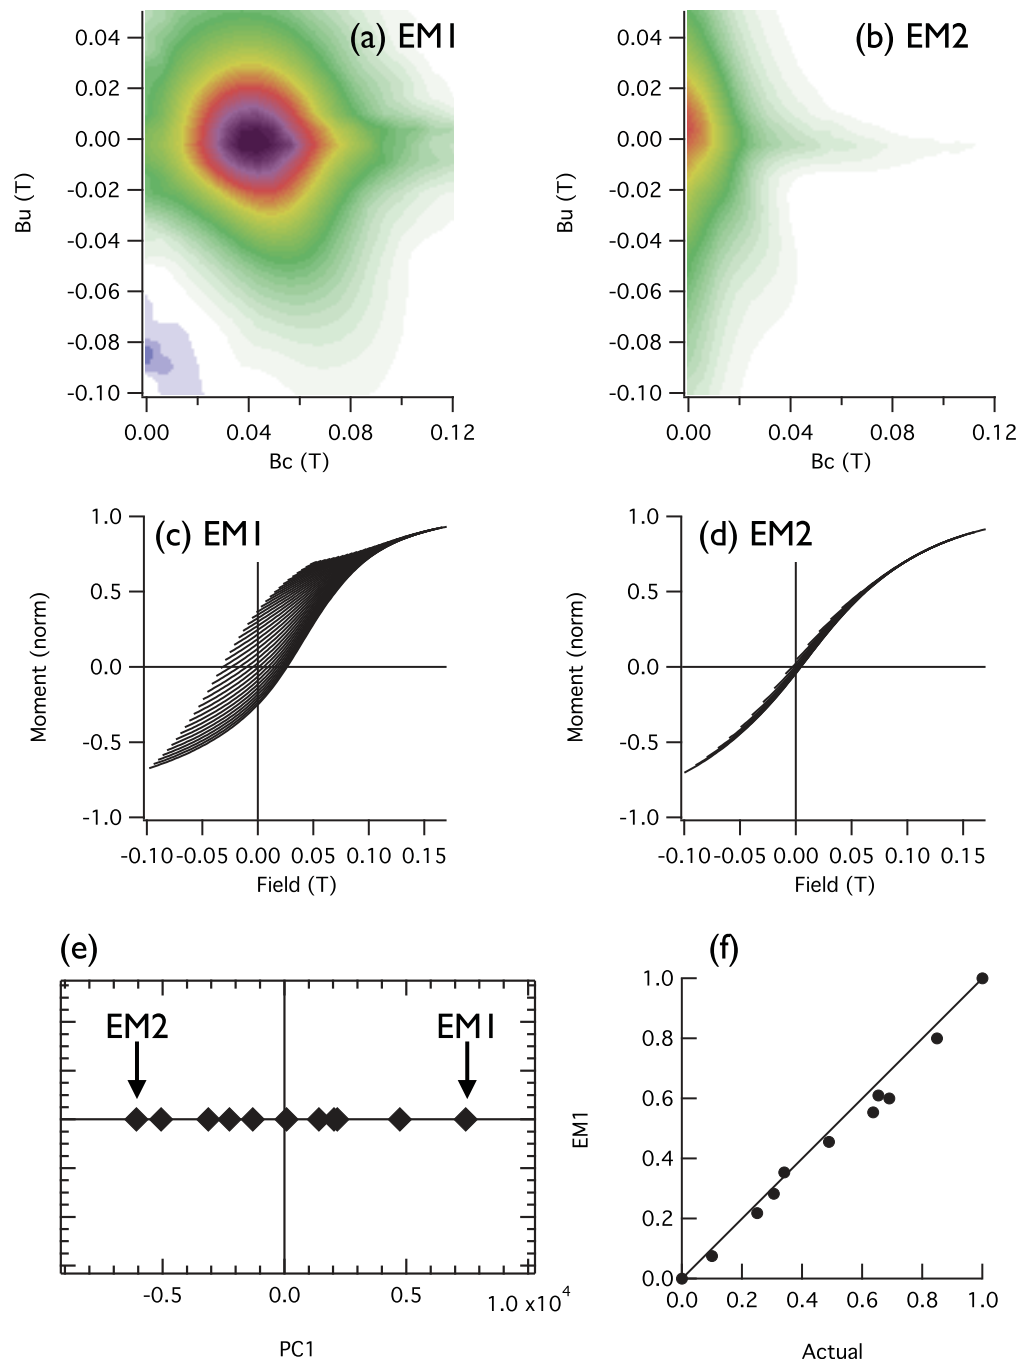 (a) EM1
(b) EM2
0.04
0.02
0.00
-0.02
-0.04
-0.06
-0.08
-0.10
Bu (T)
0.00 0.04 0.08 0.12
Bc (T)
0.04
0.02
0.00
-0.02
-0.04
-0.06
-0.08
-0.10
Bu (T)
0.00 0.04 0.08 0.12
Bc (T)
(c) EM1
1.0
0.5
0.0
-0.5
-1.0
Moment (norm)
-0.10 -0.05 0.00 0.05 0.10 0.15
Field (T)
(d) EM2
1.0
0.5
0.0
-0.5
-1.0
Moment (norm)
-0.10 -0.05 0.00 0.05 0.10 0.15
Field (T)
(e)
EM2 EM1
-0.5 0.0 0.5 1.0 x10⁴
PC1
(f)
1.0
0.8
0.6
0.4
0.2
0.0
EM1
0.0 0.2 0.4 0.6 0.8 1.0
Actual